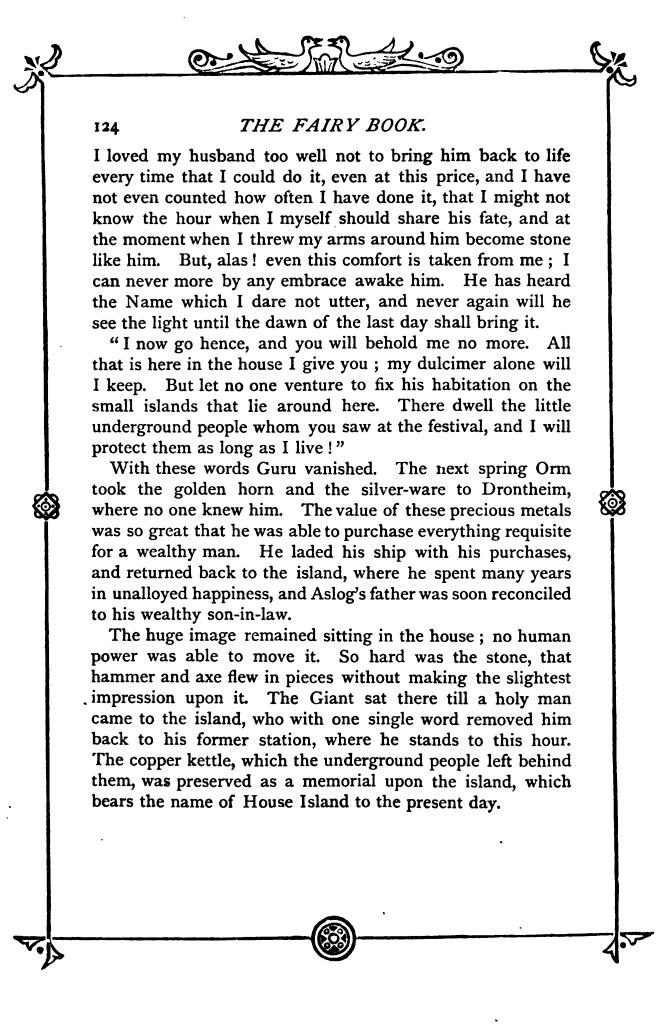 124 THE FAIRY BOOK.
I loved my husband too well not to bring him back to life
every time that I could do it, even at this price, and I have
not even counted how often I have done it, that I might not
know the hour when I myself should share his fate, and at
the moment when I threw my arms around him become stone
like him. But, alas! even this comfort is taken from me; I
can never more by any embrace awake him. He has heard
the Name which I dare not utter, and never again will he
see the light until the dawn of the last day shall bring it.
"I now go hence, and you will behold me no more. All
that is here in the house I give you; my dulcimer alone will
I keep. But let no one venture to fix his habitation on the
small islands that lie around here. There dwell the little
underground people whom you saw at the festival, and I will
protect them as long as I live!"
With these words Guru vanished. The next spring Orm
took the golden horn and the silver-ware to Drontheim,
where no one knew him. The value of these precious metals
was so great that he was able to purchase everything requisite
for a wealthy man. He laded his ship with his purchases,
and returned back to the island, where he spent many years
in unalloyed happiness, and Aslog's father was soon reconciled
to his wealthy son-in-law.
The huge image remained sitting in the house; no human
power was able to move it. So hard was the stone, that
hammer and axe flew in pieces without making the slightest
impression upon it. The Giant sat there till a holy man
came to the island, who with one single word removed him
back to his former station, where he stands to this hour.
The copper kettle, which the underground people left behind
them, was preserved as a memorial upon the island, which
bears the name of House Island to the present day.